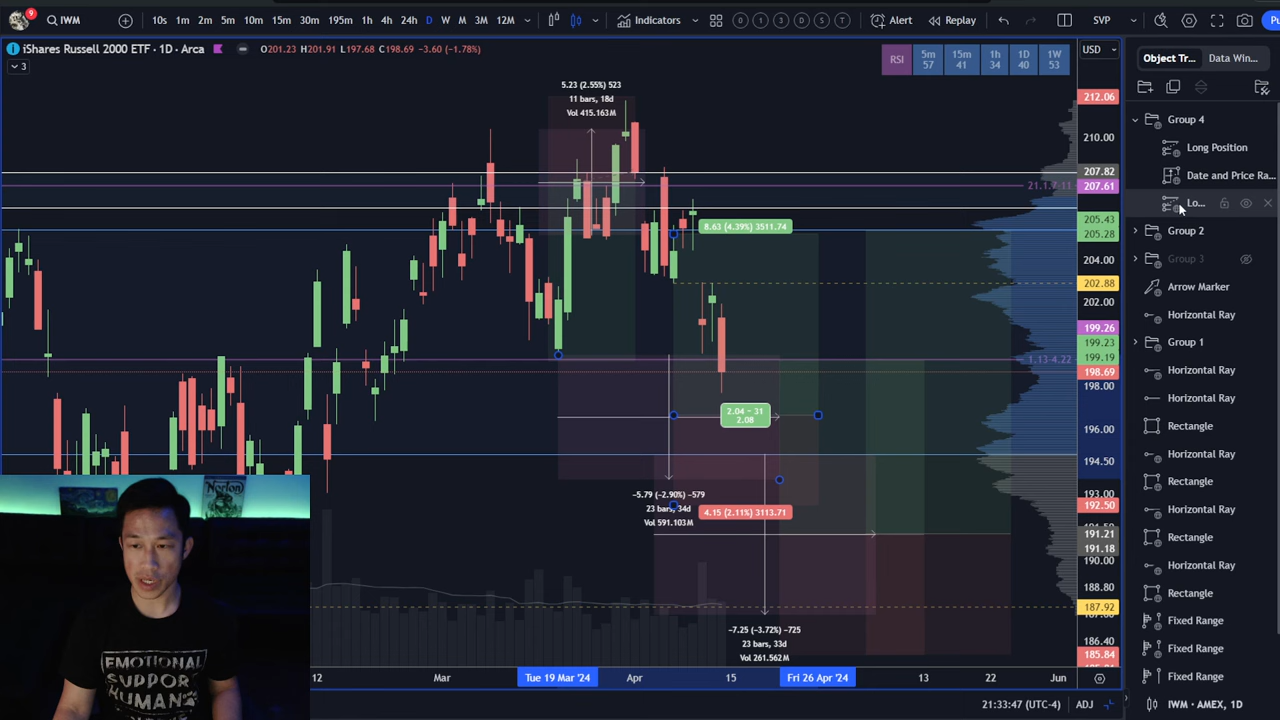 9
IWM
10s 1m 2m 5m 10m 15m 30m 195m 1h 4h 24h D W M 3M 12M
Indicators
0 1 3 D S T
Alert
Replay
SVP
Pu
iShares Russell 2000 ETF · 1D · Arca
O201.23 H201.91 L197.68 C198.69 -3.60 (-1.78%)
3
RSI
5m
57
15m
41
1h
34
1D
40
1W
53
USD
Object Tr...
Data Win...
Group 4
Long Position
Date and Price Ra...
Lo...
Group 2
Group 3
Arrow Marker
Horizontal Ray
Group 1
Horizontal Ray
Horizontal Ray
Rectangle
Horizontal Ray
Rectangle
Horizontal Ray
Rectangle
Horizontal Ray
Rectangle
Fixed Range
Fixed Range
Fixed Range
IWM · AMEX, 1D
5.23 (2.55%) 523
11 bars, 18d
Vol 415.163M
8.63 (4.39%) 3511.74
21.1.7-11
1.13-4.22
2.04 - 31
2.08
-5.79 (-2.90%) -579
23 bars, 34d
Vol 591.103M
4.15 (2.11%) 3113.71
-7.25 (-3.72%) -725
23 bars, 33d
Vol 261.562M
212.06
210.00
207.82
207.61
205.43
205.28
204.00
202.88
202.00
199.26
199.23
199.19
198.69
198.00
196.00
194.50
193.00
192.50
191.21
191.18
190.00
188.80
187.92
186.40
185.84
12 Mar Tue 19 Mar '24 Apr 15 Fri 26 Apr '24 13 22 Jun
21:33:47 (UTC-4)
ADJ
Norton
EMOTIONAL
SUPPORT
HUMAN